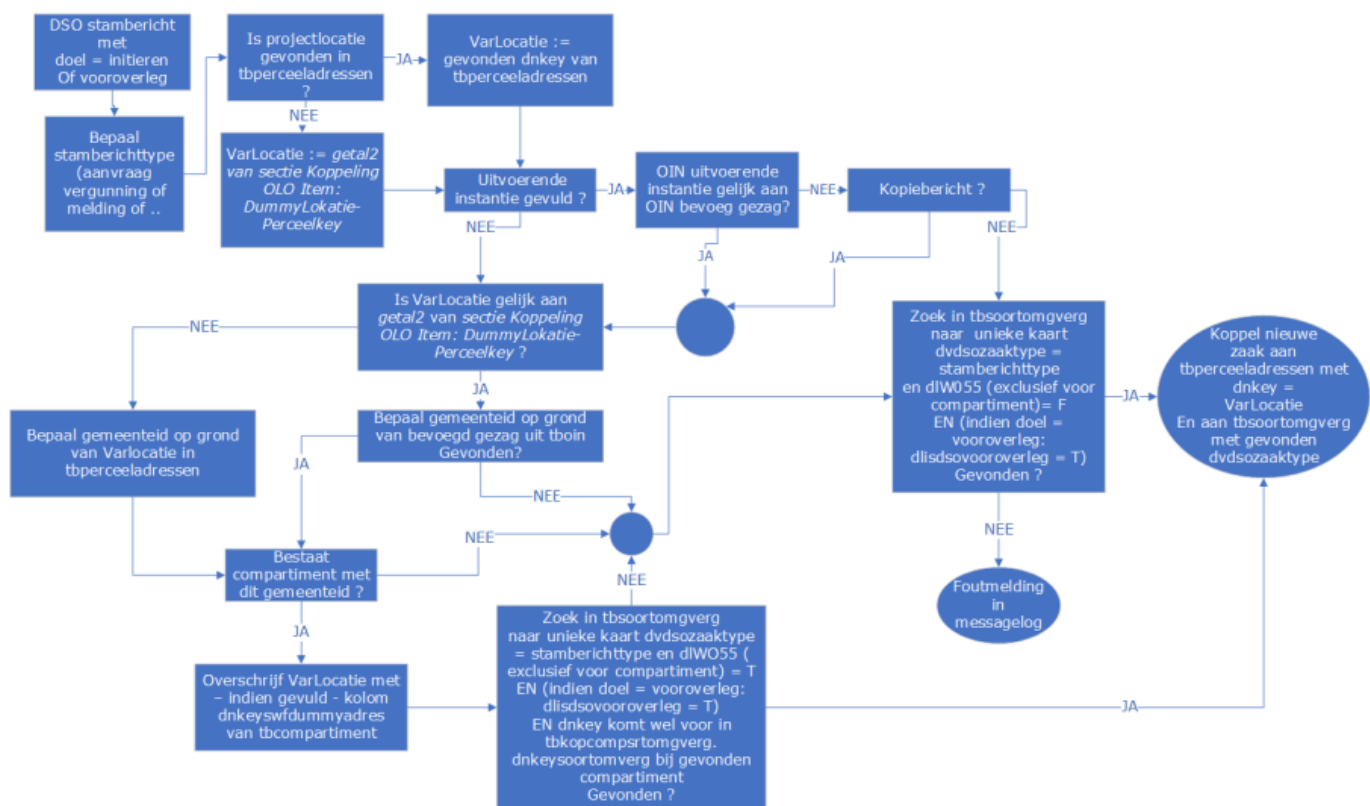 DSO stambericht
met
doel = initieren
Of vooroverleg
Bepaal
stamberichttype
(aanvraag
vergunning of
melding of ..
Is projectlocatie
gevonden in
tbperceeladressen
?
JA
VarLocatie :=
gevonden dnkey van
tbperceeladressen
NEE
VarLocatie := getal2
van sectie Koppeling
OLO Item:
DummyLokatie-
Perceelkey
Uitvoerende
instantie gevuld ?
JA
OIN uitvoerende
instantie gelijk aan
OIN bevoeg gezag?
NEE
Kopiebericht ?
NEE
JA
JA
NEE
Is VarLocatie gelijk aan
getal2 van sectie Koppeling
OLO Item: DummyLokatie-
Perceelkey ?
NEE
JA
Bepaal gemeenteid op grond
van Varlocatie in
tbperceeladressen
Bepaal gemeenteid op grond
van bevoegd gezag uit tboin
Gevonden?
JA
NEE
Bestaat
compartiment met
dit gemeenteid ?
NEE
JA
Overschrijf VarLocatie met
– indien gevuld - kolom
dnkeyswfdummyadres
van tbcompartiment
NEE
Zoek in tbsoortomgverg
naar unieke kaart dvdsozaaktype
= stamberichttype en dlWO55 (
exclusief voor compartiment) = T
EN (indien doel = vooroverleg:
dlisdsovooroverleg = T)
EN dnkey komt wel voor in
tbkopcompsrtomgverg.
dnkeysoortomverg bij gevonden
compartiment
Gevonden ?
JA
Zoek in tbsoortomgverg
naar unieke kaart
dvdsozaaktype =
stamberichttype
en dlW055 (exclusief voor
compartiment)= F
EN (indien doel =
vooroverleg:
dlisdsovooroverleg = T)
Gevonden ?
JA
NEE
Foutmelding
in
messagelog
Koppel nieuwe
zaak aan
tbperceeladressen met
dnkey =
VarLocatie
En aan tbsoortomgverg
met gevonden
dvdsozaaktype